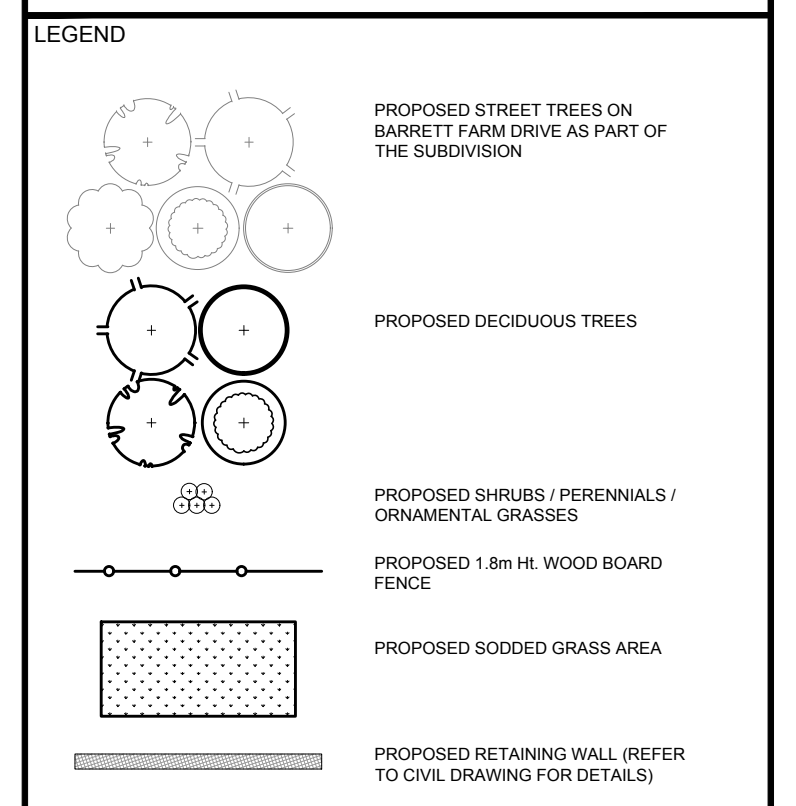 LEGEND
PROPOSED STREET TREES ON
BARRETT FARM DRIVE AS PART OF
THE SUBDIVISION
PROPOSED DECIDUOUS TREES
PROPOSED SHRUBS / PERENNIALS /
ORNAMENTAL GRASSES
PROPOSED 1.8m Ht. WOOD BOARD
FENCE
PROPOSED SODDED GRASS AREA
PROPOSED RETAINING WALL (REFER
TO CIVIL DRAWING FOR DETAILS)